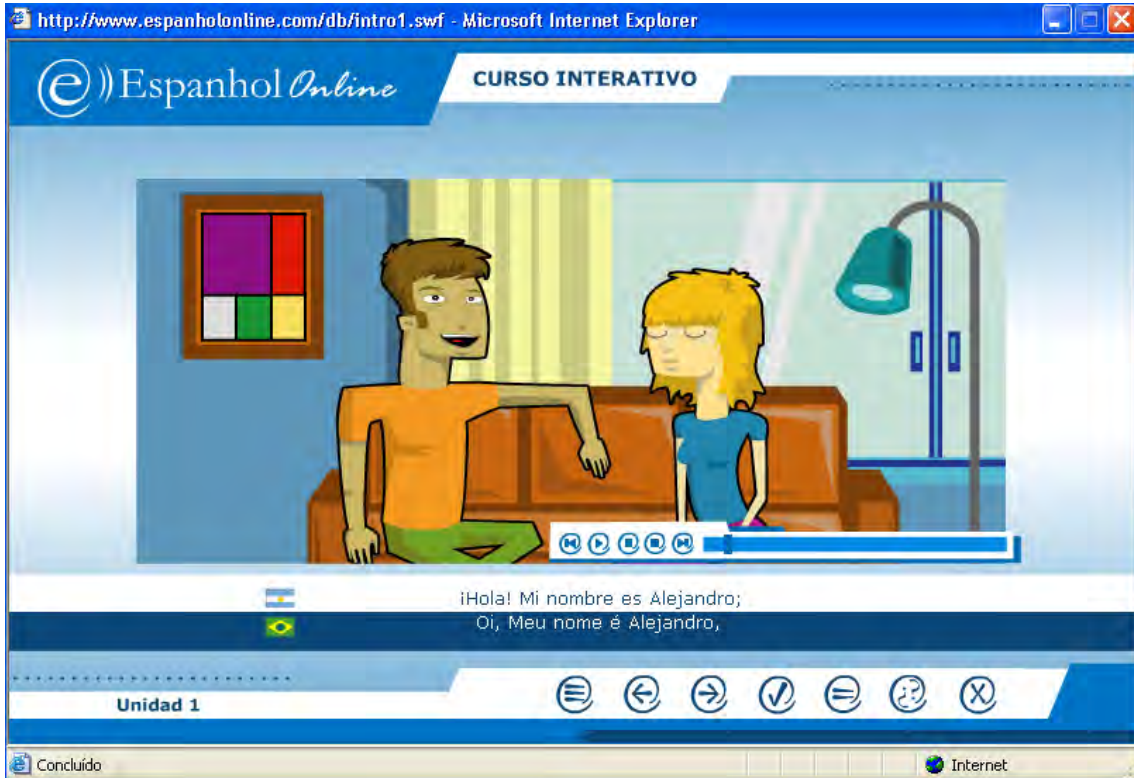 http://www.espanholonline.com/db/intro1.swf - Microsoft Internet Explorer
e))Espanhol Online
CURSO INTERATIVO
¡Hola! Mi nombre es Alejandro;
Oi, Meu nome é Alejandro,
Unidad 1
¿?
X
Concluído
Internet